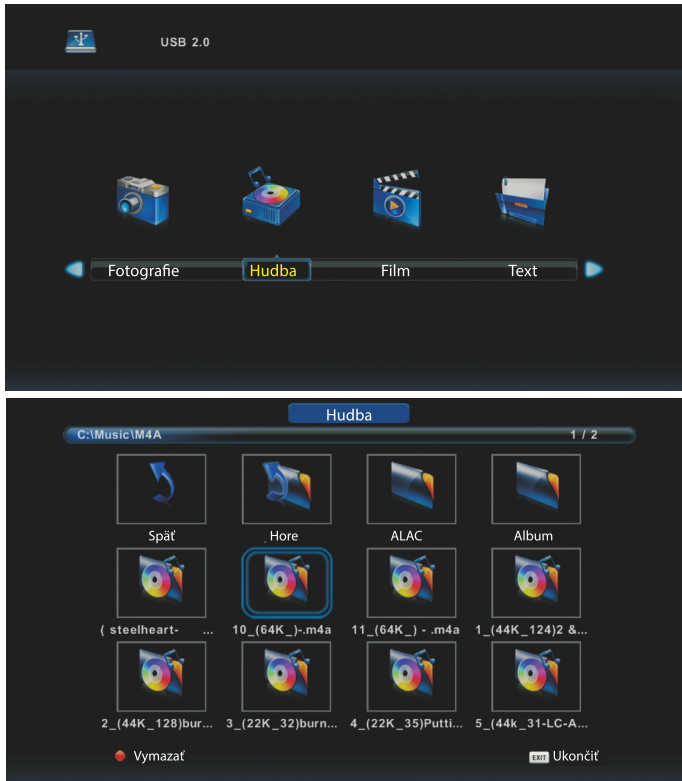 USB 2.0
Fotografie Hudba Film Text
Hudba
C:\Music\M4A 1 / 2
Späť Hore ALAC Album
( steelheart- ... 10_(64K_)-.m4a 11_(64K_) - .m4a 1_(44K_124)2 &...
2_(44K_128)bur... 3_(22K_32)burn... 4_(22K_35)Putti... 5_(44k_31-LC-A...
Vymazať EXIT Ukončiť